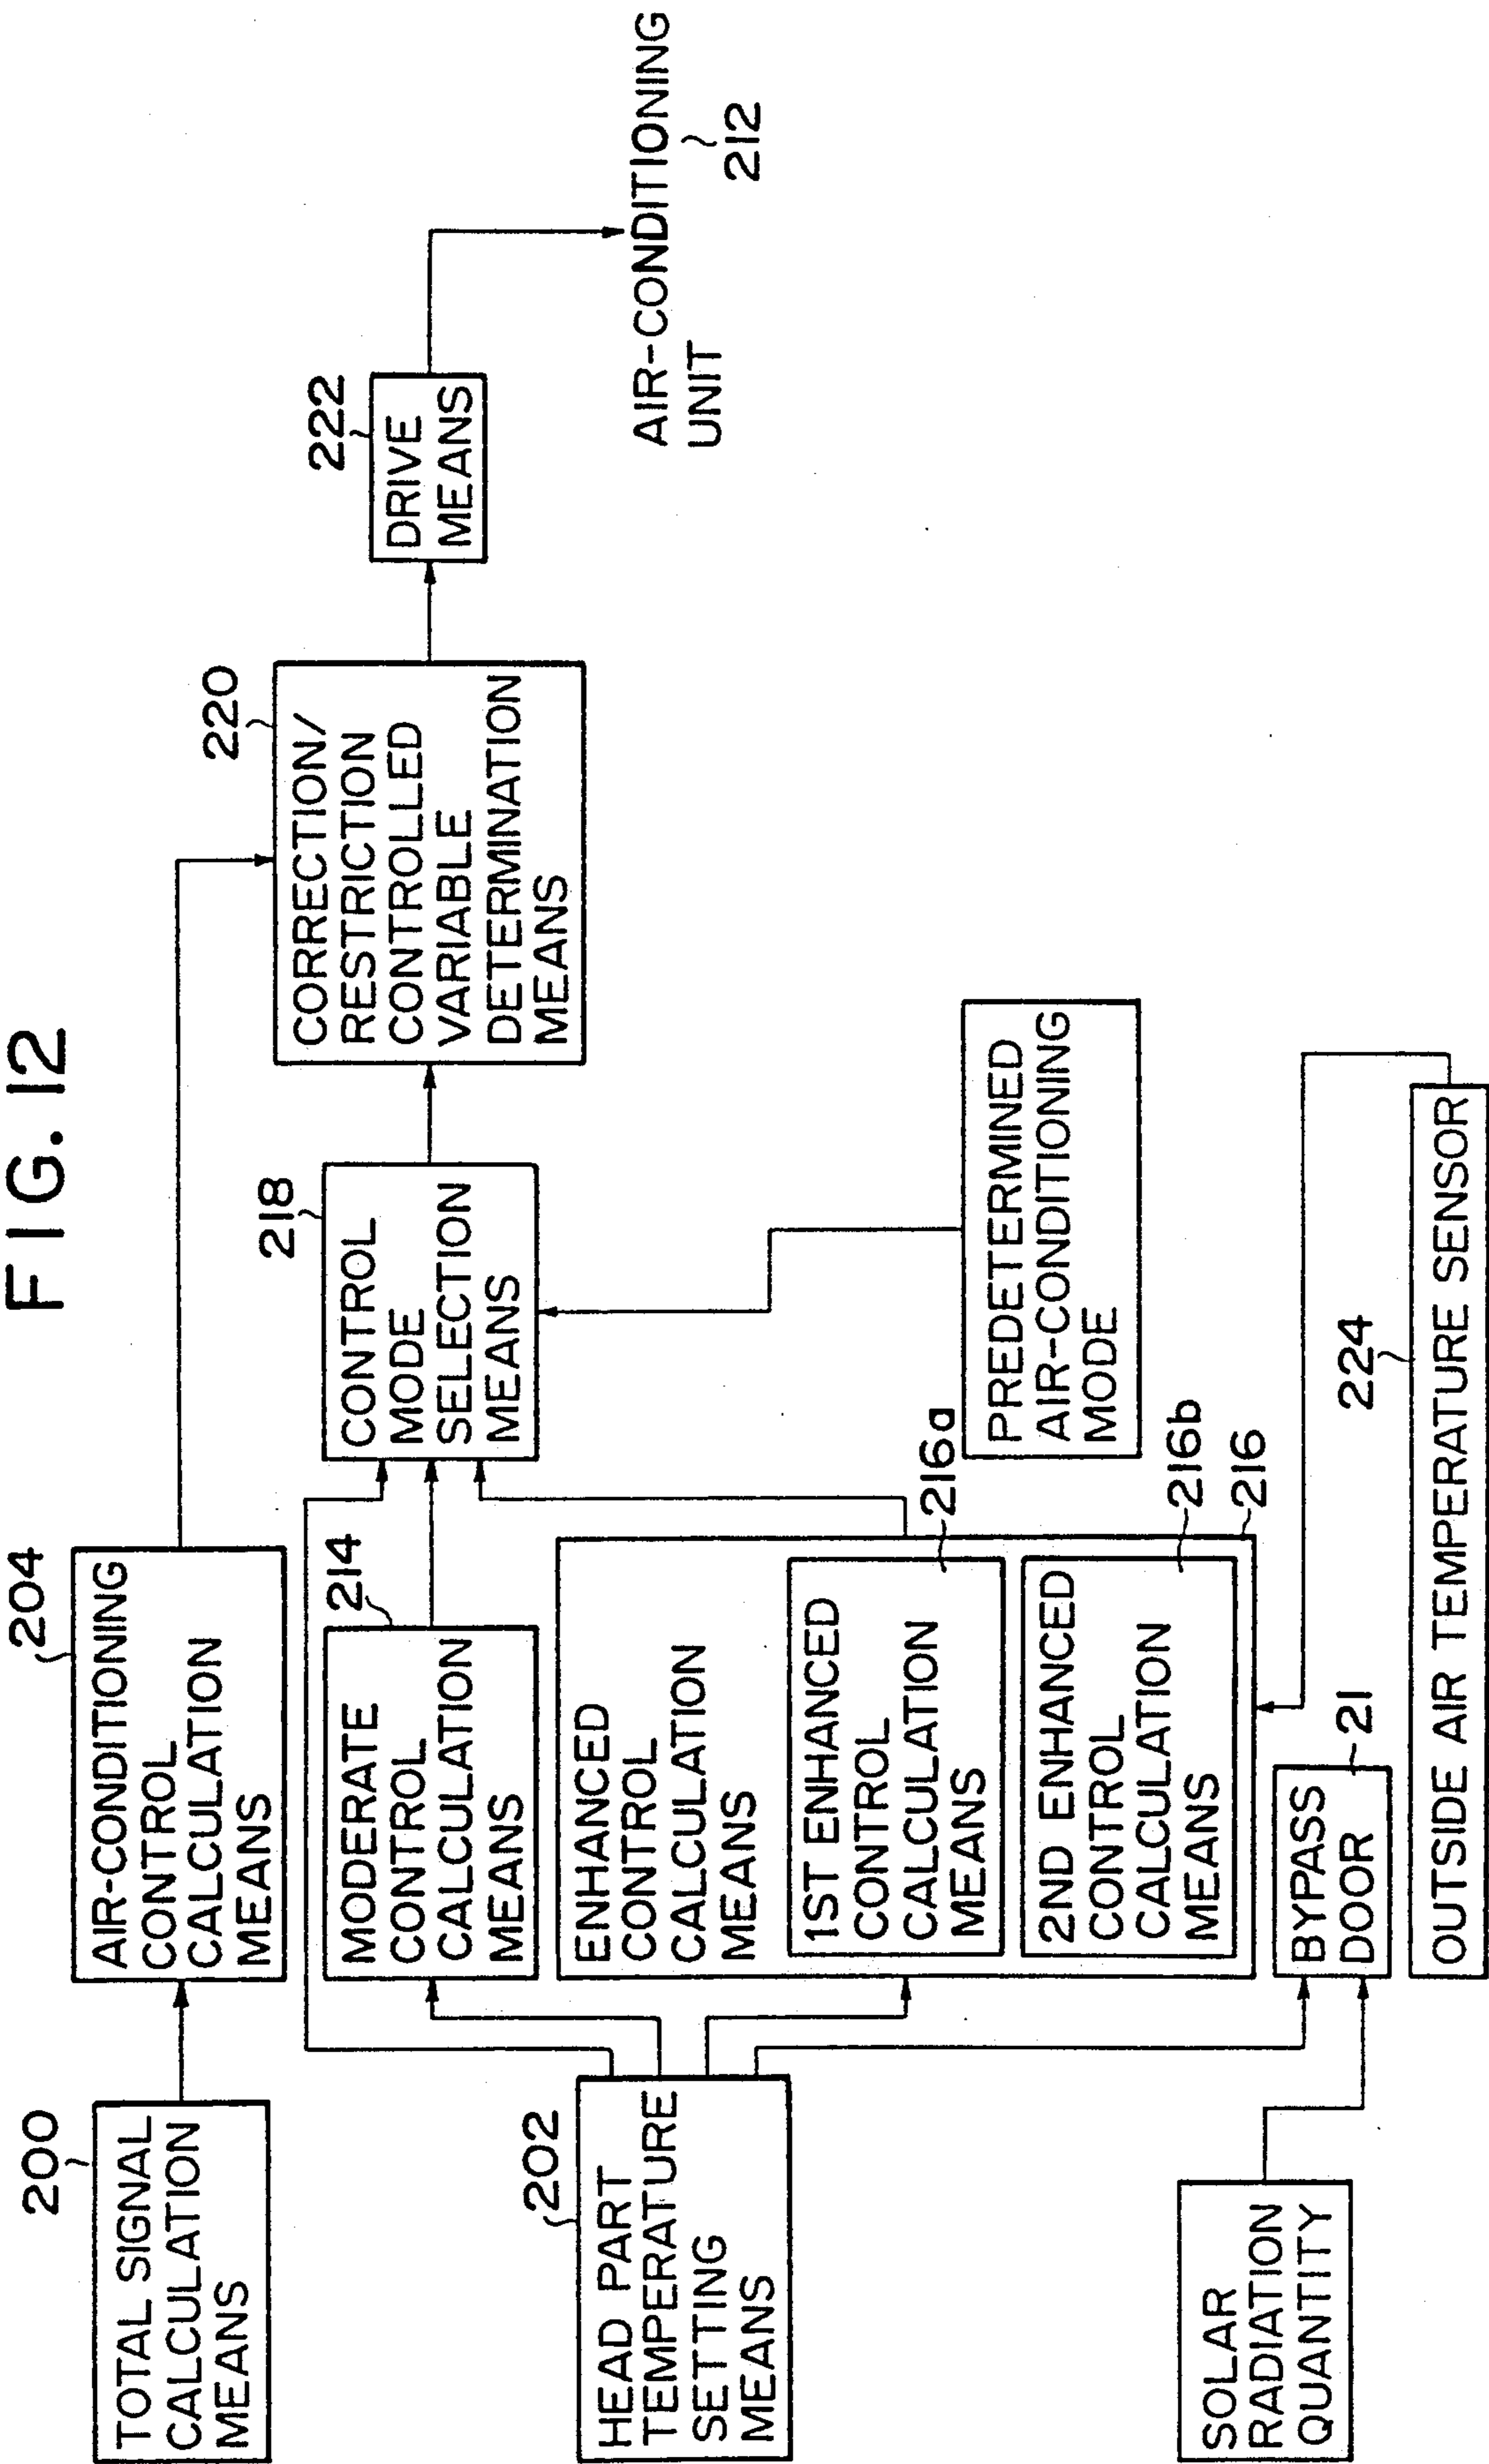 FIG. 12
200
TOTAL SIGNAL
CALCULATION
MEANS
204
AIR-CONDITIONING
CONTROL
CALCULATION
MEANS
202
HEAD PART
TEMPERATURE
SETTING
MEANS
214
MODERATE
CONTROL
CALCULATION
MEANS
ENHANCED
CONTROL
CALCULATION
MEANS
1ST ENHANCED
CONTROL
CALCULATION
MEANS
216a
2ND ENHANCED
CONTROL
CALCULATION
MEANS
216b
216
218
CONTROL
MODE
SELECTION
MEANS
220
CORRECTION/
RESTRICTION
CONTROLLED
VARIABLE
DETERMINATION
MEANS
222
DRIVE
MEANS
AIR-CONDITIONING
UNIT
212
PREDETERMINED
AIR-CONDITIONING
MODE
SOLAR
RADIATION
QUANTITY
BYPASS
DOOR
21
224
OUTSIDE AIR TEMPERATURE SENSOR